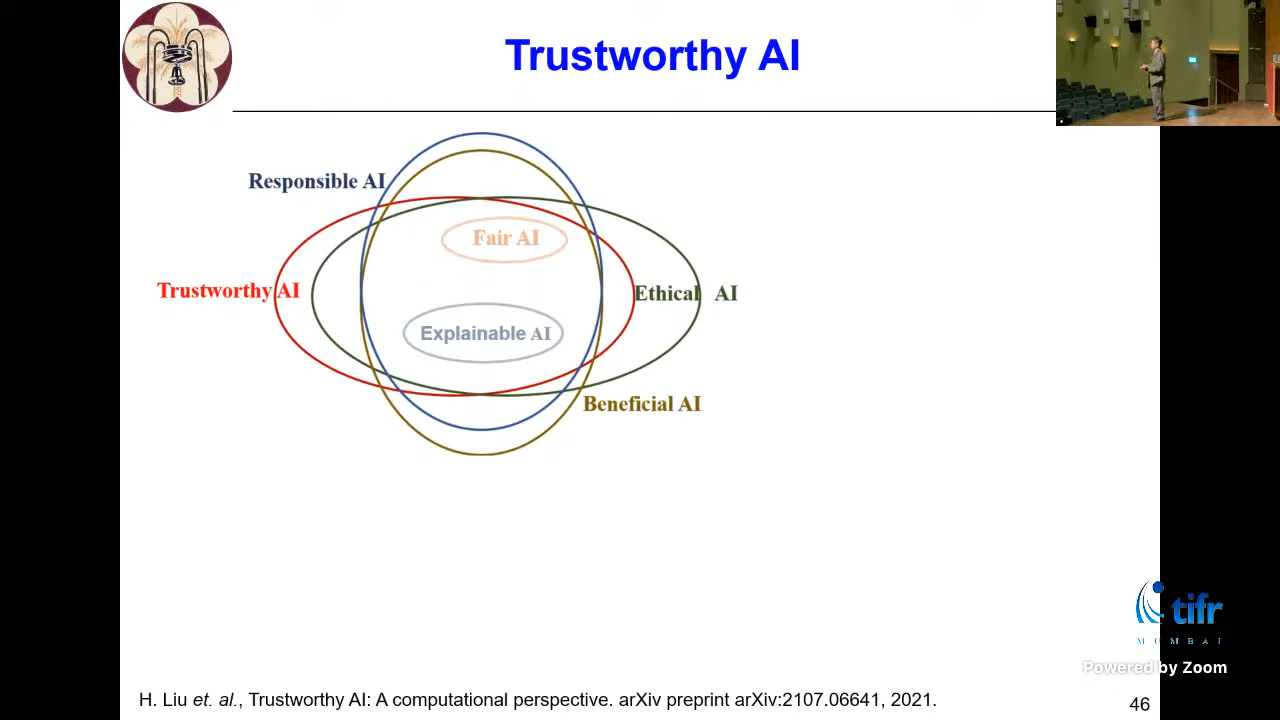 Trustworthy AI
Responsible AI
Fair AI
Trustworthy AI
Ethical AI
Explainable AI
Beneficial AI
tifr
MUMBAI
Powered by Zoom
H. Liu et. al., Trustworthy AI: A computational perspective. arXiv preprint arXiv:2107.06641, 2021.
46